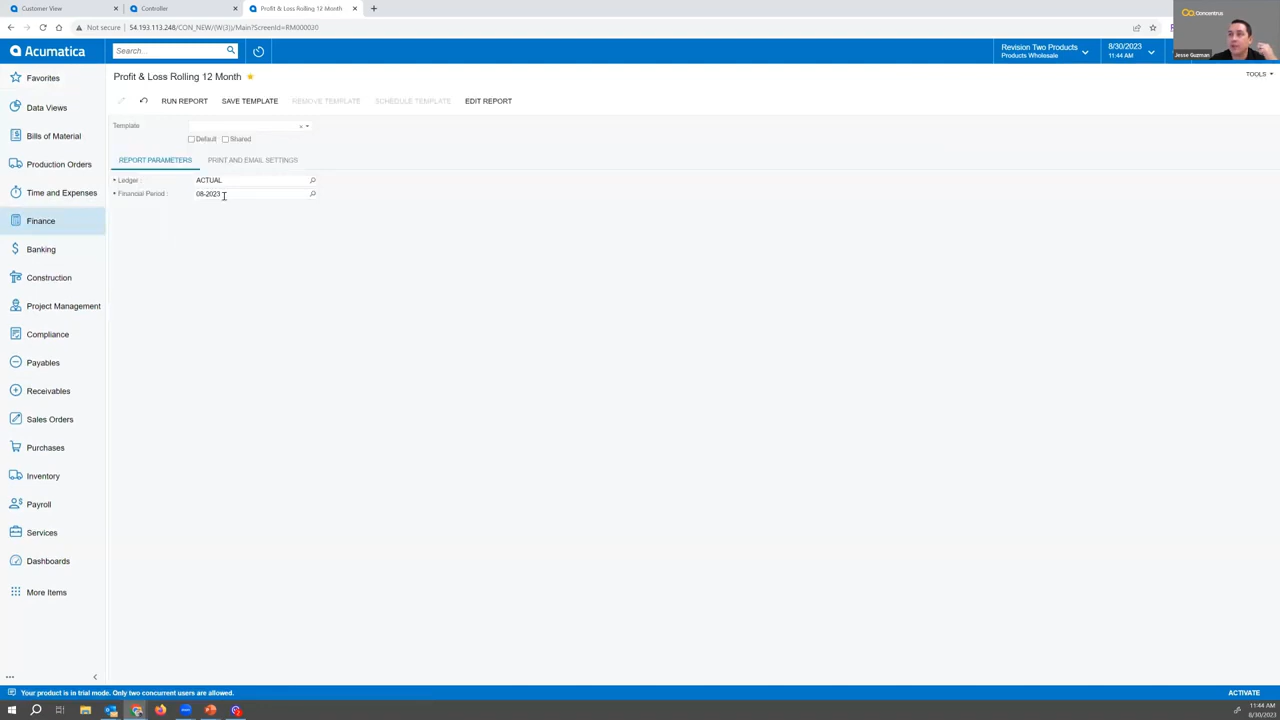 Customer View
Controller
Profit & Loss Rolling 12 Month
Not secure
54.193.113.248/CON_NEW/(W(3))/Main?ScreenId=RM000030
Concentrus
Jesse Guzman
Acumatica
Search...
Revision Two Products
Products Wholesale
8/30/2023
11:44 AM
Profit & Loss Rolling 12 Month
TOOLS
RUN REPORT
SAVE TEMPLATE
REMOVE TEMPLATE
SCHEDULE TEMPLATE
EDIT REPORT
Template
Default
Shared
REPORT PARAMETERS
PRINT AND EMAIL SETTINGS
Ledger :
ACTUAL
Financial Period :
08-2023
Favorites
Data Views
Bills of Material
Production Orders
Time and Expenses
Finance
Banking
Construction
Project Management
Compliance
Payables
Receivables
Sales Orders
Purchases
Inventory
Payroll
Services
Dashboards
More Items
Your product is in trial mode. Only two concurrent users are allowed.
ACTIVATE
11:44 AM
8/30/2023